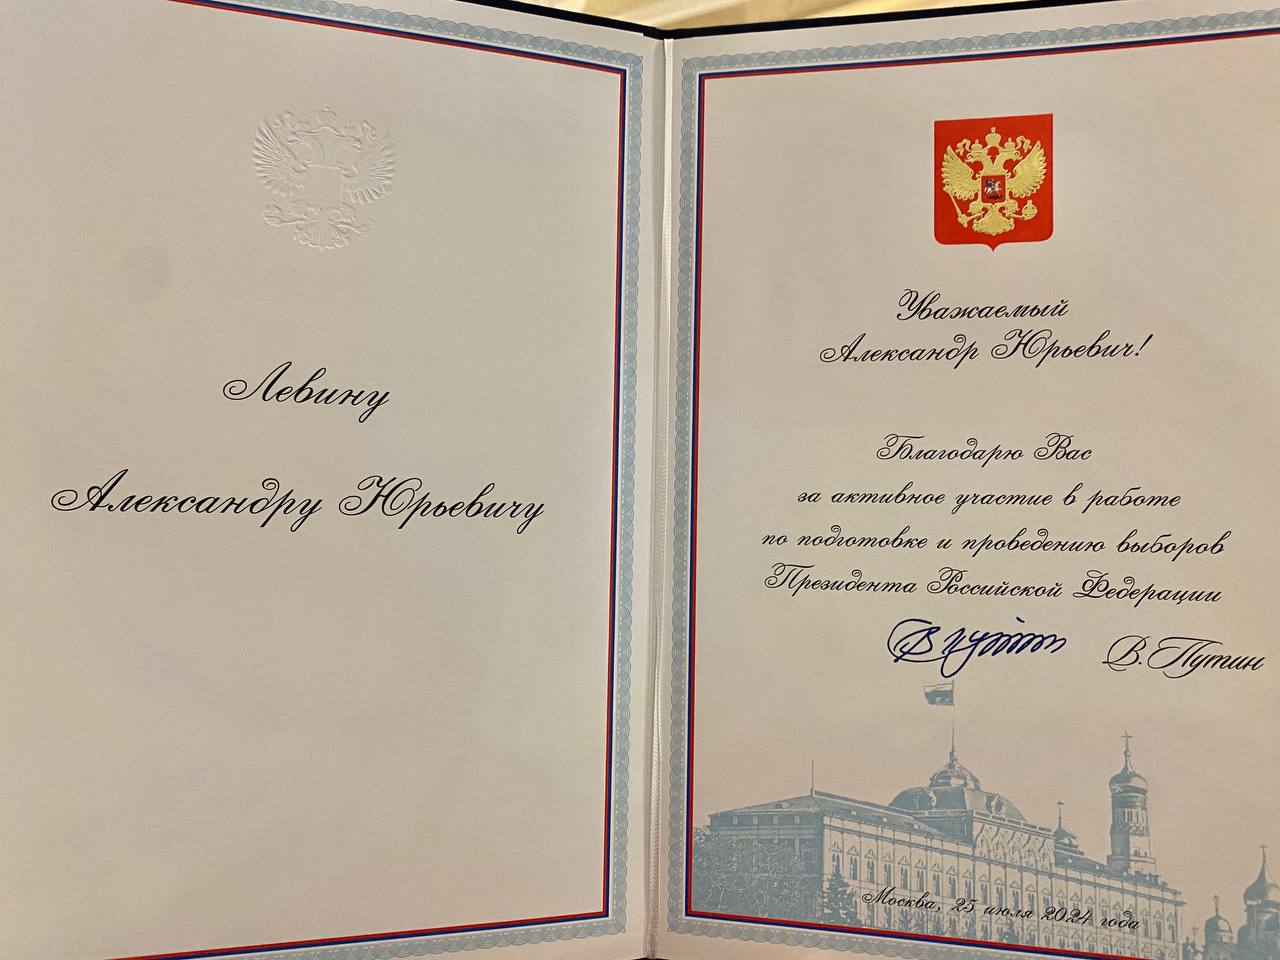 Левину
Александру Юрьевичу
Уважаемый
Александр Юрьевич!
Благодарю Вас
за активное участие в работе
по подготовке и проведению выборов
Президента Российской Федерации
В. Путин
Москва, 25 июля 2024 года